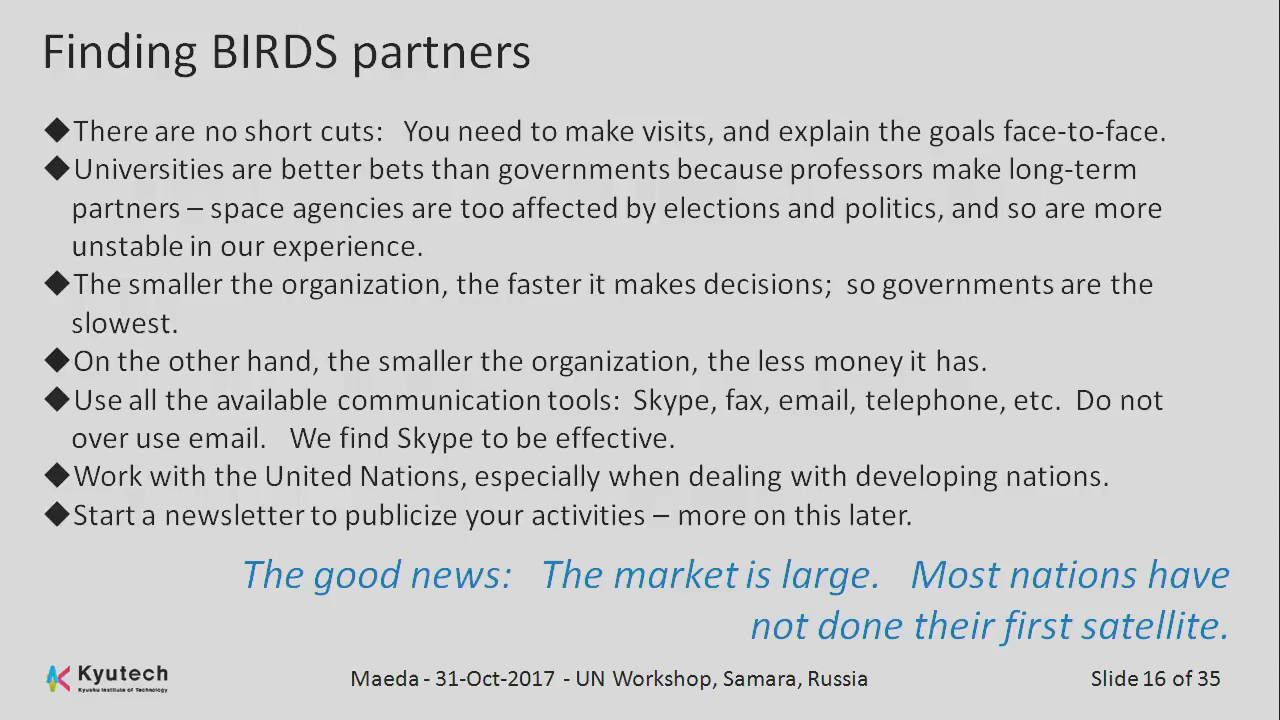 Finding BIRDS partners
◆There are no short cuts: You need to make visits, and explain the goals face-to-face.
◆Universities are better bets than governments because professors make long-term
partners – space agencies are too affected by elections and politics, and so are more
unstable in our experience.
◆The smaller the organization, the faster it makes decisions; so governments are the
slowest.
◆On the other hand, the smaller the organization, the less money it has.
◆Use all the available communication tools: Skype, fax, email, telephone, etc. Do not
over use email. We find Skype to be effective.
◆Work with the United Nations, especially when dealing with developing nations.
◆Start a newsletter to publicize your activities – more on this later.
The good news: The market is large. Most nations have
not done their first satellite.
Kyutech
Kyushu Institute of Technology
Maeda - 31-Oct-2017 - UN Workshop, Samara, Russia
Slide 16 of 35